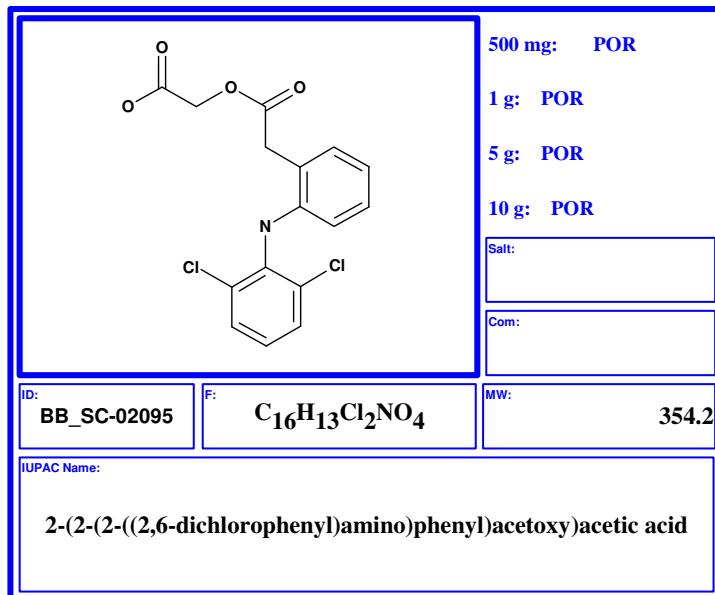 500 mg: POR
1 g: POR
5 g: POR
10 g: POR
O
O
O
O
N
Cl
Cl
Salt:
Com:
ID:
BB_SC-02095
F:
C16H13Cl2NO4
MW:
354.2
IUPAC Name:
2-(2-(2-((2,6-dichlorophenyl)amino)phenyl)acetoxy)acetic acid